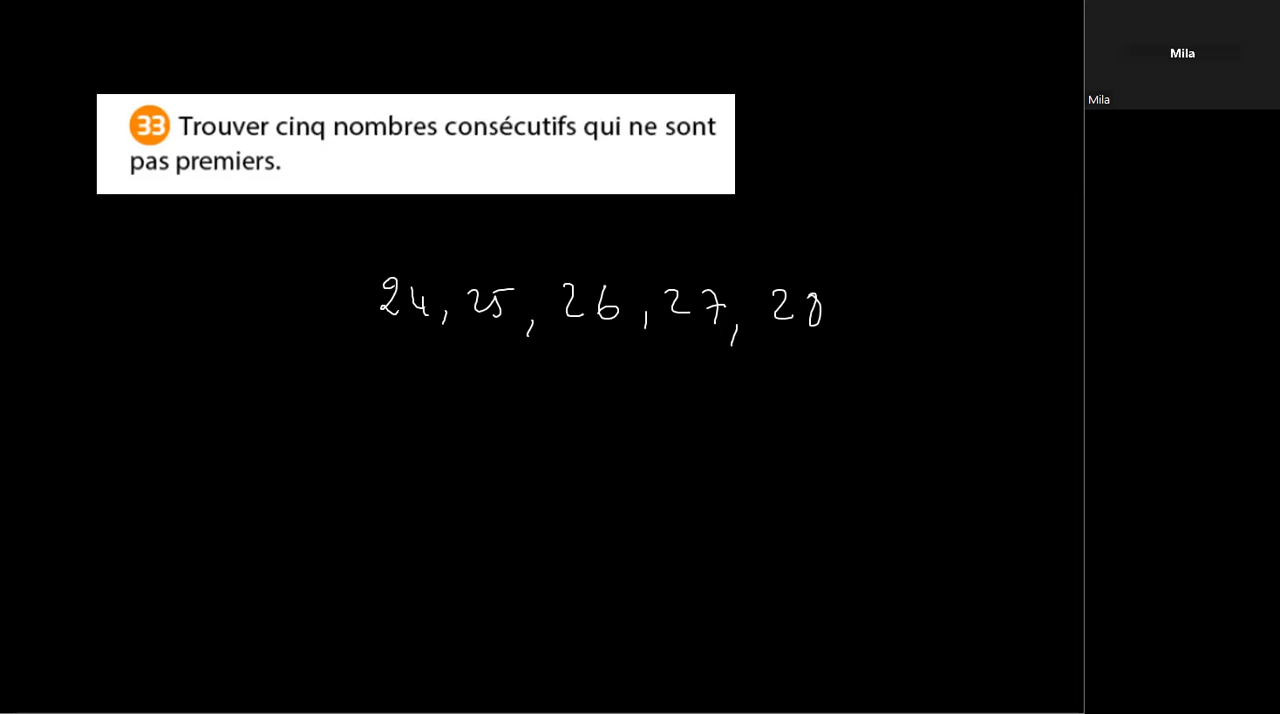 Mila
Mila
33 Trouver cinq nombres consécutifs qui ne sont
pas premiers.
24, 25, 26, 27, 28